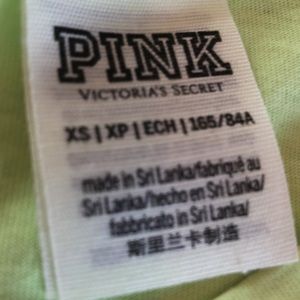 PINK
VICTORIA'S SECRET
XS | XP | ECH | 165/84A
made in Sri Lanka/fabriqué au
Sri Lanka/hecho en Sri Lanka/
fabbricato in Sri Lanka/
斯里兰卡制造